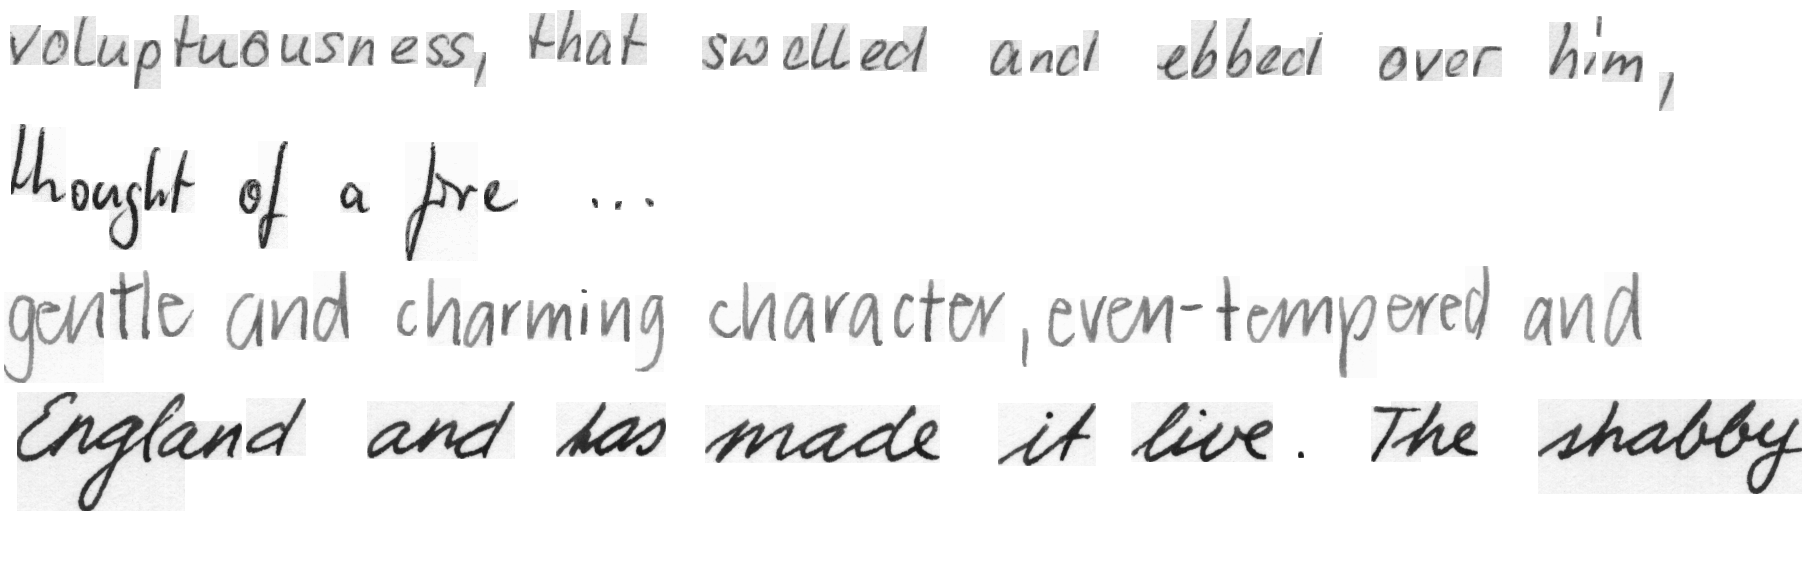 voluptuousness, that swelled and ebbed over him,
thought of a fire ...
gentle and charming character, even-tempered and
England and has made it live. The shabby